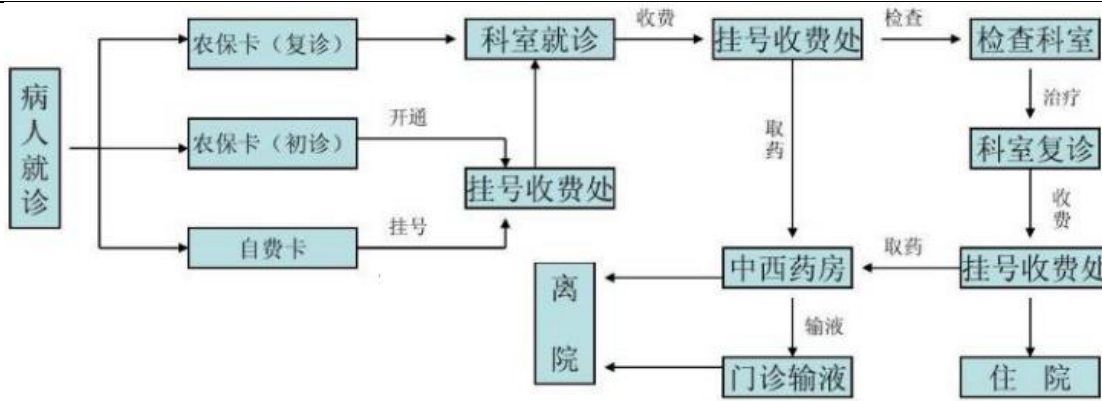 病人就诊
农保卡（复诊）
科室就诊
收费
挂号收费处
检查
检查科室
治疗
农保卡（初诊）
开通
取药
科室复诊
挂号收费处
收费
自费卡
挂号
离院
中西药房
取药
挂号收费处
输液
门诊输液
住 院